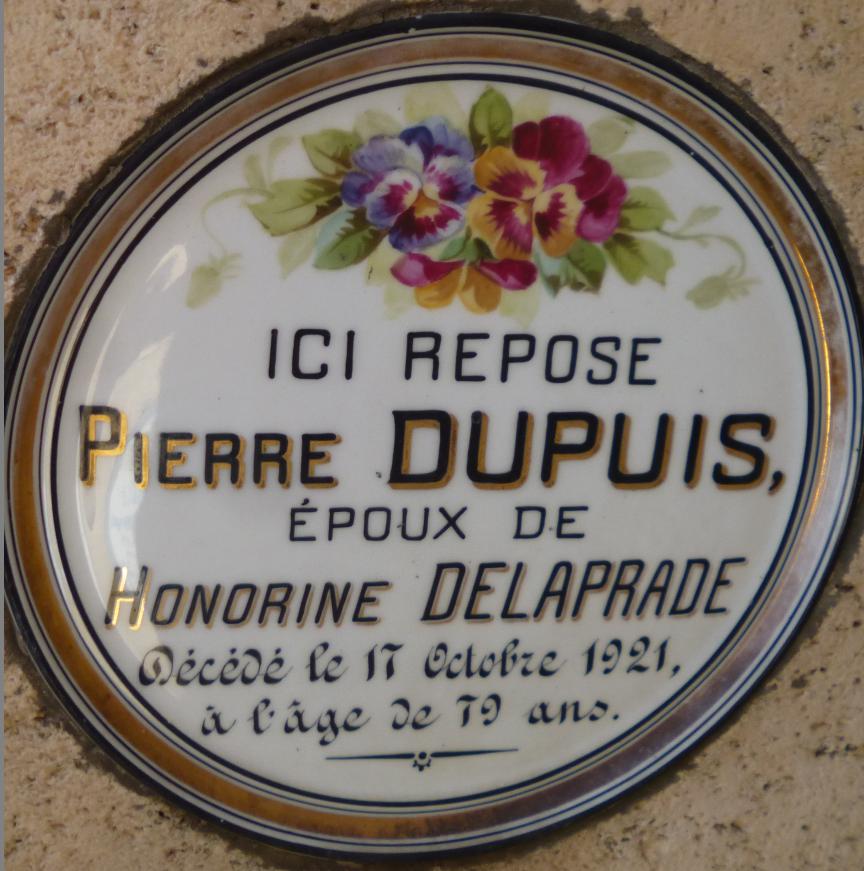 ICI REPOSE
PIERRE DUPUIS,
ÉPOUX DE
HONORINE DELAPRADE
Décédé le 17 Octobre 1921,
à l'âge de 79 ans.